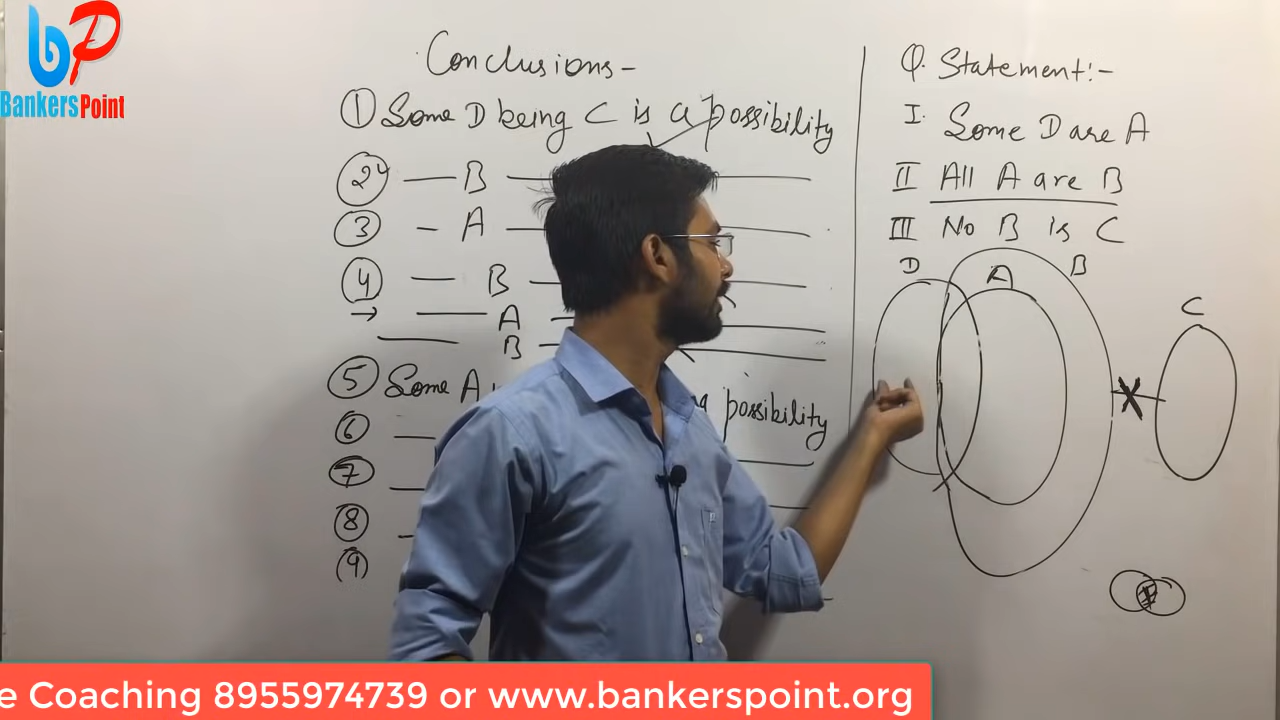 bP
BankersPoint
Conclusions-
① Some D being C is a possibility
② — B —
③ - A —
④ — B —
→ — A
— B
⑤ Some A possibility
⑥ —
⑦ —
⑧ —
⑨
Q. Statement:-
I. Some D are A
II All A are B
III No B is C
D A B C
e Coaching 8955974739 or www.bankerspoint.org